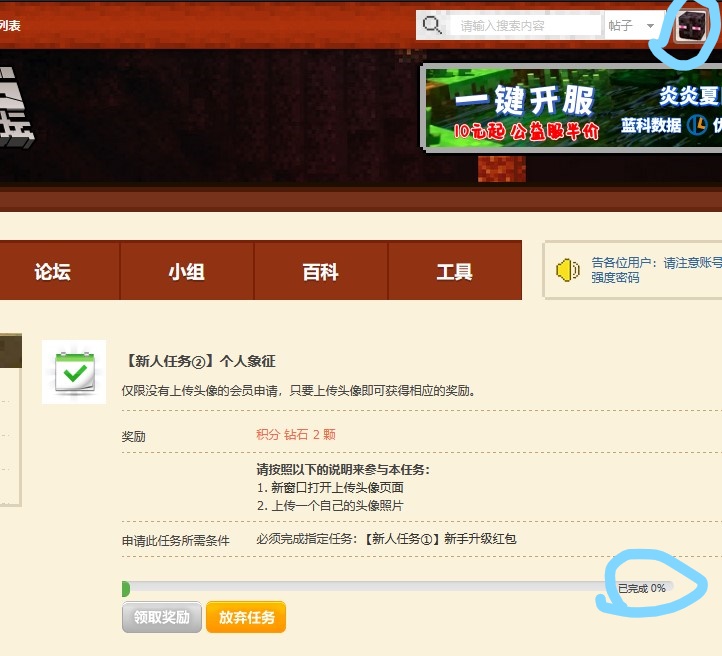 列表
请输入搜索内容
帖子
坛
一键开服
10元起 公益服半价
炎炎夏
蓝科数据
论坛
小组
百科
工具
告各位用户：请注意账号
强度密码
【新人任务②】个人象征
仅限没有上传头像的会员申请，只要上传头像即可获得相应的奖励。
奖励
积分 钻石 2 颗
请按照以下的说明来参与本任务：
1. 新窗口打开上传头像页面
2. 上传一个自己的头像照片
申请此任务所需条件
必须完成指定任务：【新人任务①】新手升级红包
已完成 0%
领取奖励
放弃任务